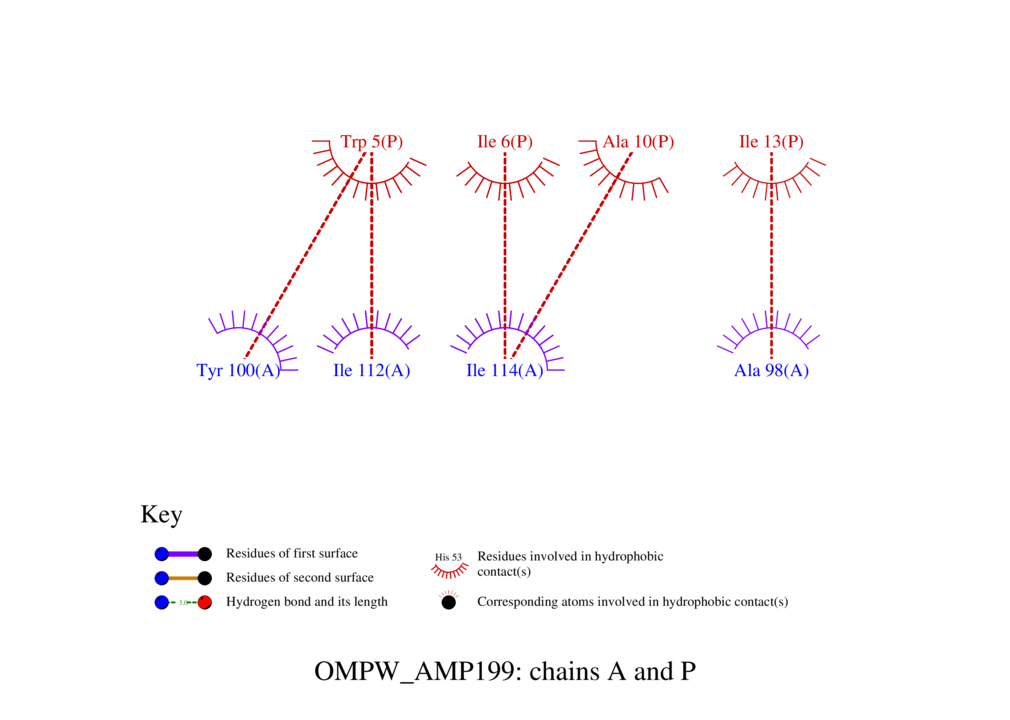 Trp 5(P) Ile 6(P) Ala 10(P) Ile 13(P)
Tyr 100(A) Ile 112(A) Ile 114(A) Ala 98(A)
Key
Residues of first surface
Residues of second surface
3.0
Hydrogen bond and its length
His 53
Residues involved in hydrophobic
contact(s)
Corresponding atoms involved in hydrophobic contact(s)
OMPW_AMP199: chains A and P